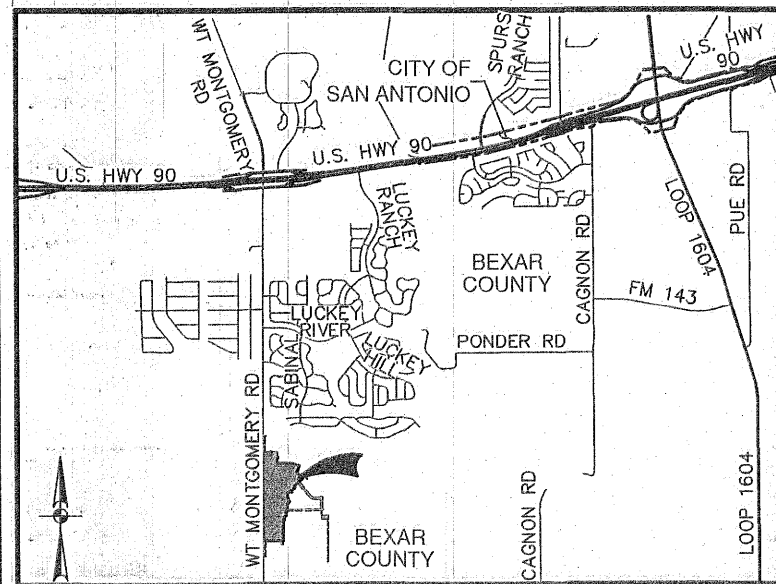 WT MONTGOMERY
RD
SPURS
RANCH
CITY OF
SAN ANTONIO
U.S. HWY
90
U.S. HWY 90
U.S. HWY 90
LUCKEY
RANCH
LOOP 1604
PUE RD
BEXAR
COUNTY
CAGNON RD
FM 143
LUCKEY
RIVER
LUCKEY
HILL
PONDER RD
SABINAL
WT MONTGOMERY RD
BEXAR
COUNTY
CAGNON RD
LOOP 1604